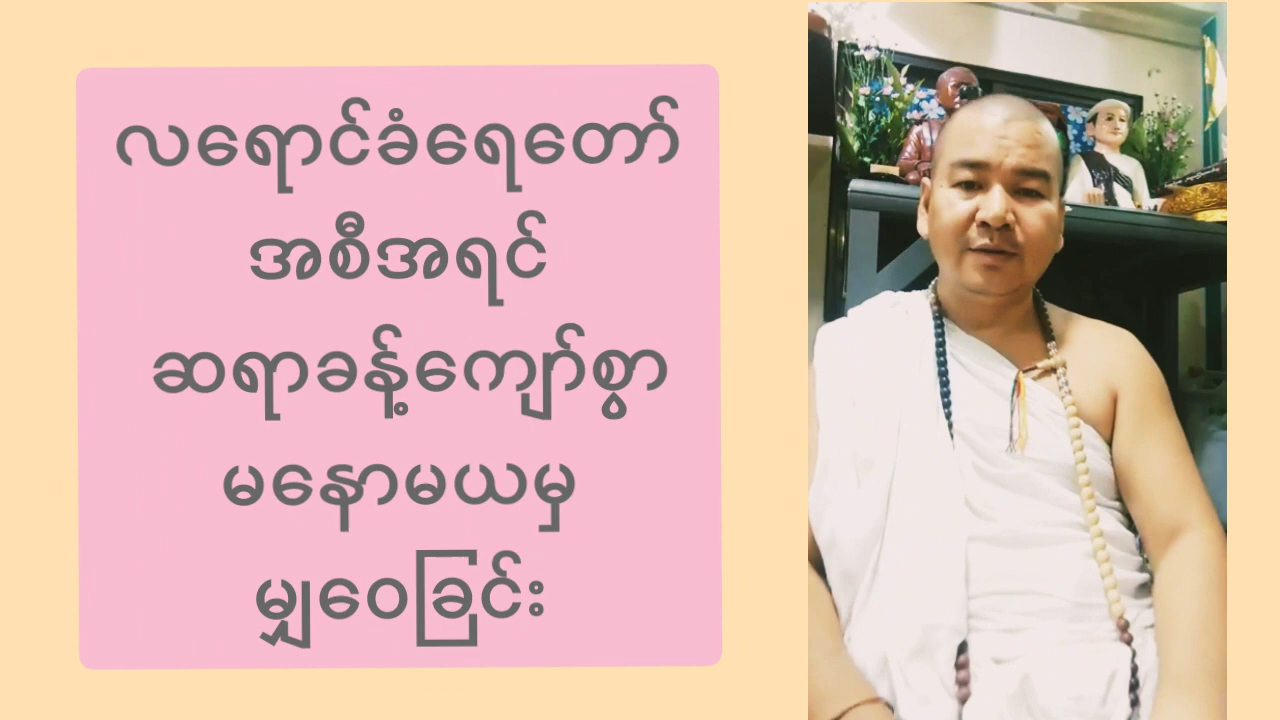 လရောင်ခံရေတော်
အစီအရင်
ဆရာခန့်ကျော်စွာ
မနောမယမှ
မျှဝေခြင်း